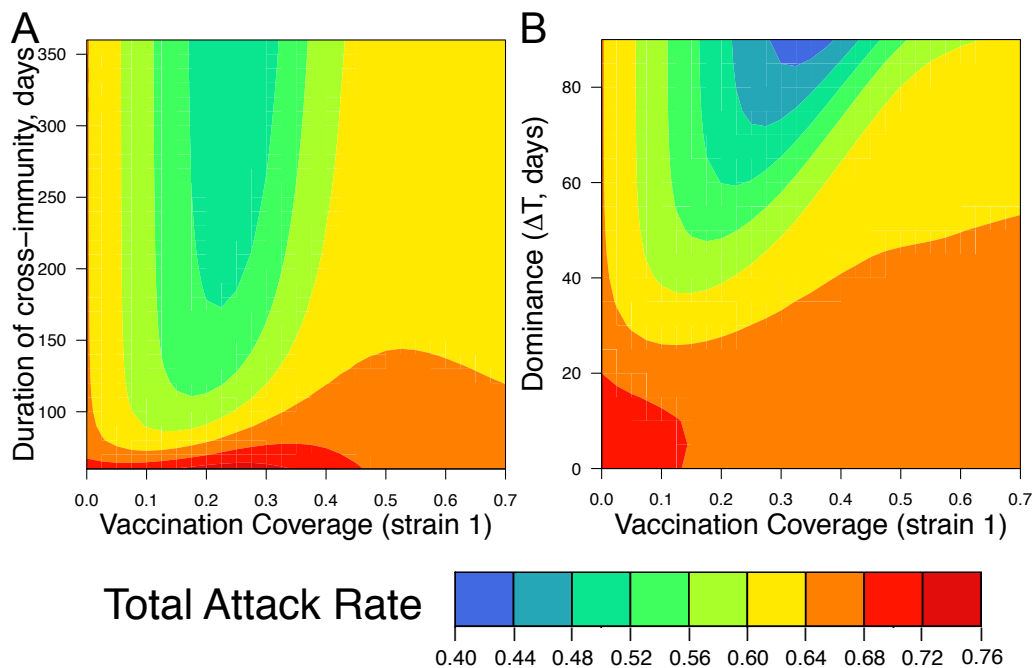 A
B
Duration of cross−immunity, days
350
300
250
200
150
100
0.0 0.1 0.2 0.3 0.4 0.5 0.6 0.7
Vaccination Coverage (strain 1)
Dominance (ΔT, days)
80
60
40
20
0
0.0 0.1 0.2 0.3 0.4 0.5 0.6 0.7
Vaccination Coverage (strain 1)
Total Attack Rate
0.40 0.44 0.48 0.52 0.56 0.60 0.64 0.68 0.72 0.76